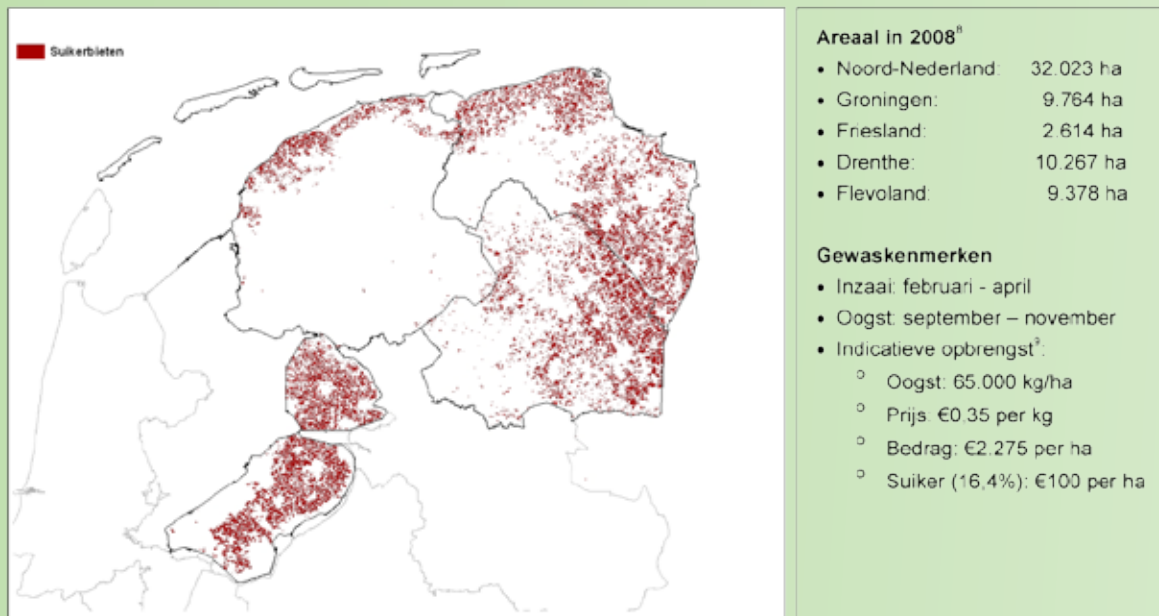 Suikerbieten
Areaal in 2008⁸
• Noord-Nederland: 32.023 ha
• Groningen: 9.764 ha
• Friesland: 2.614 ha
• Drenthe: 10.267 ha
• Flevoland: 9.378 ha
Gewaskenmerken
• Inzaai: februari - april
• Oogst: september – november
• Indicatieve opbrengst⁹:
○ Oogst: 65.000 kg/ha
○ Prijs: €0,35 per kg
○ Bedrag: €2.275 per ha
○ Suiker (16,4%): €100 per ha